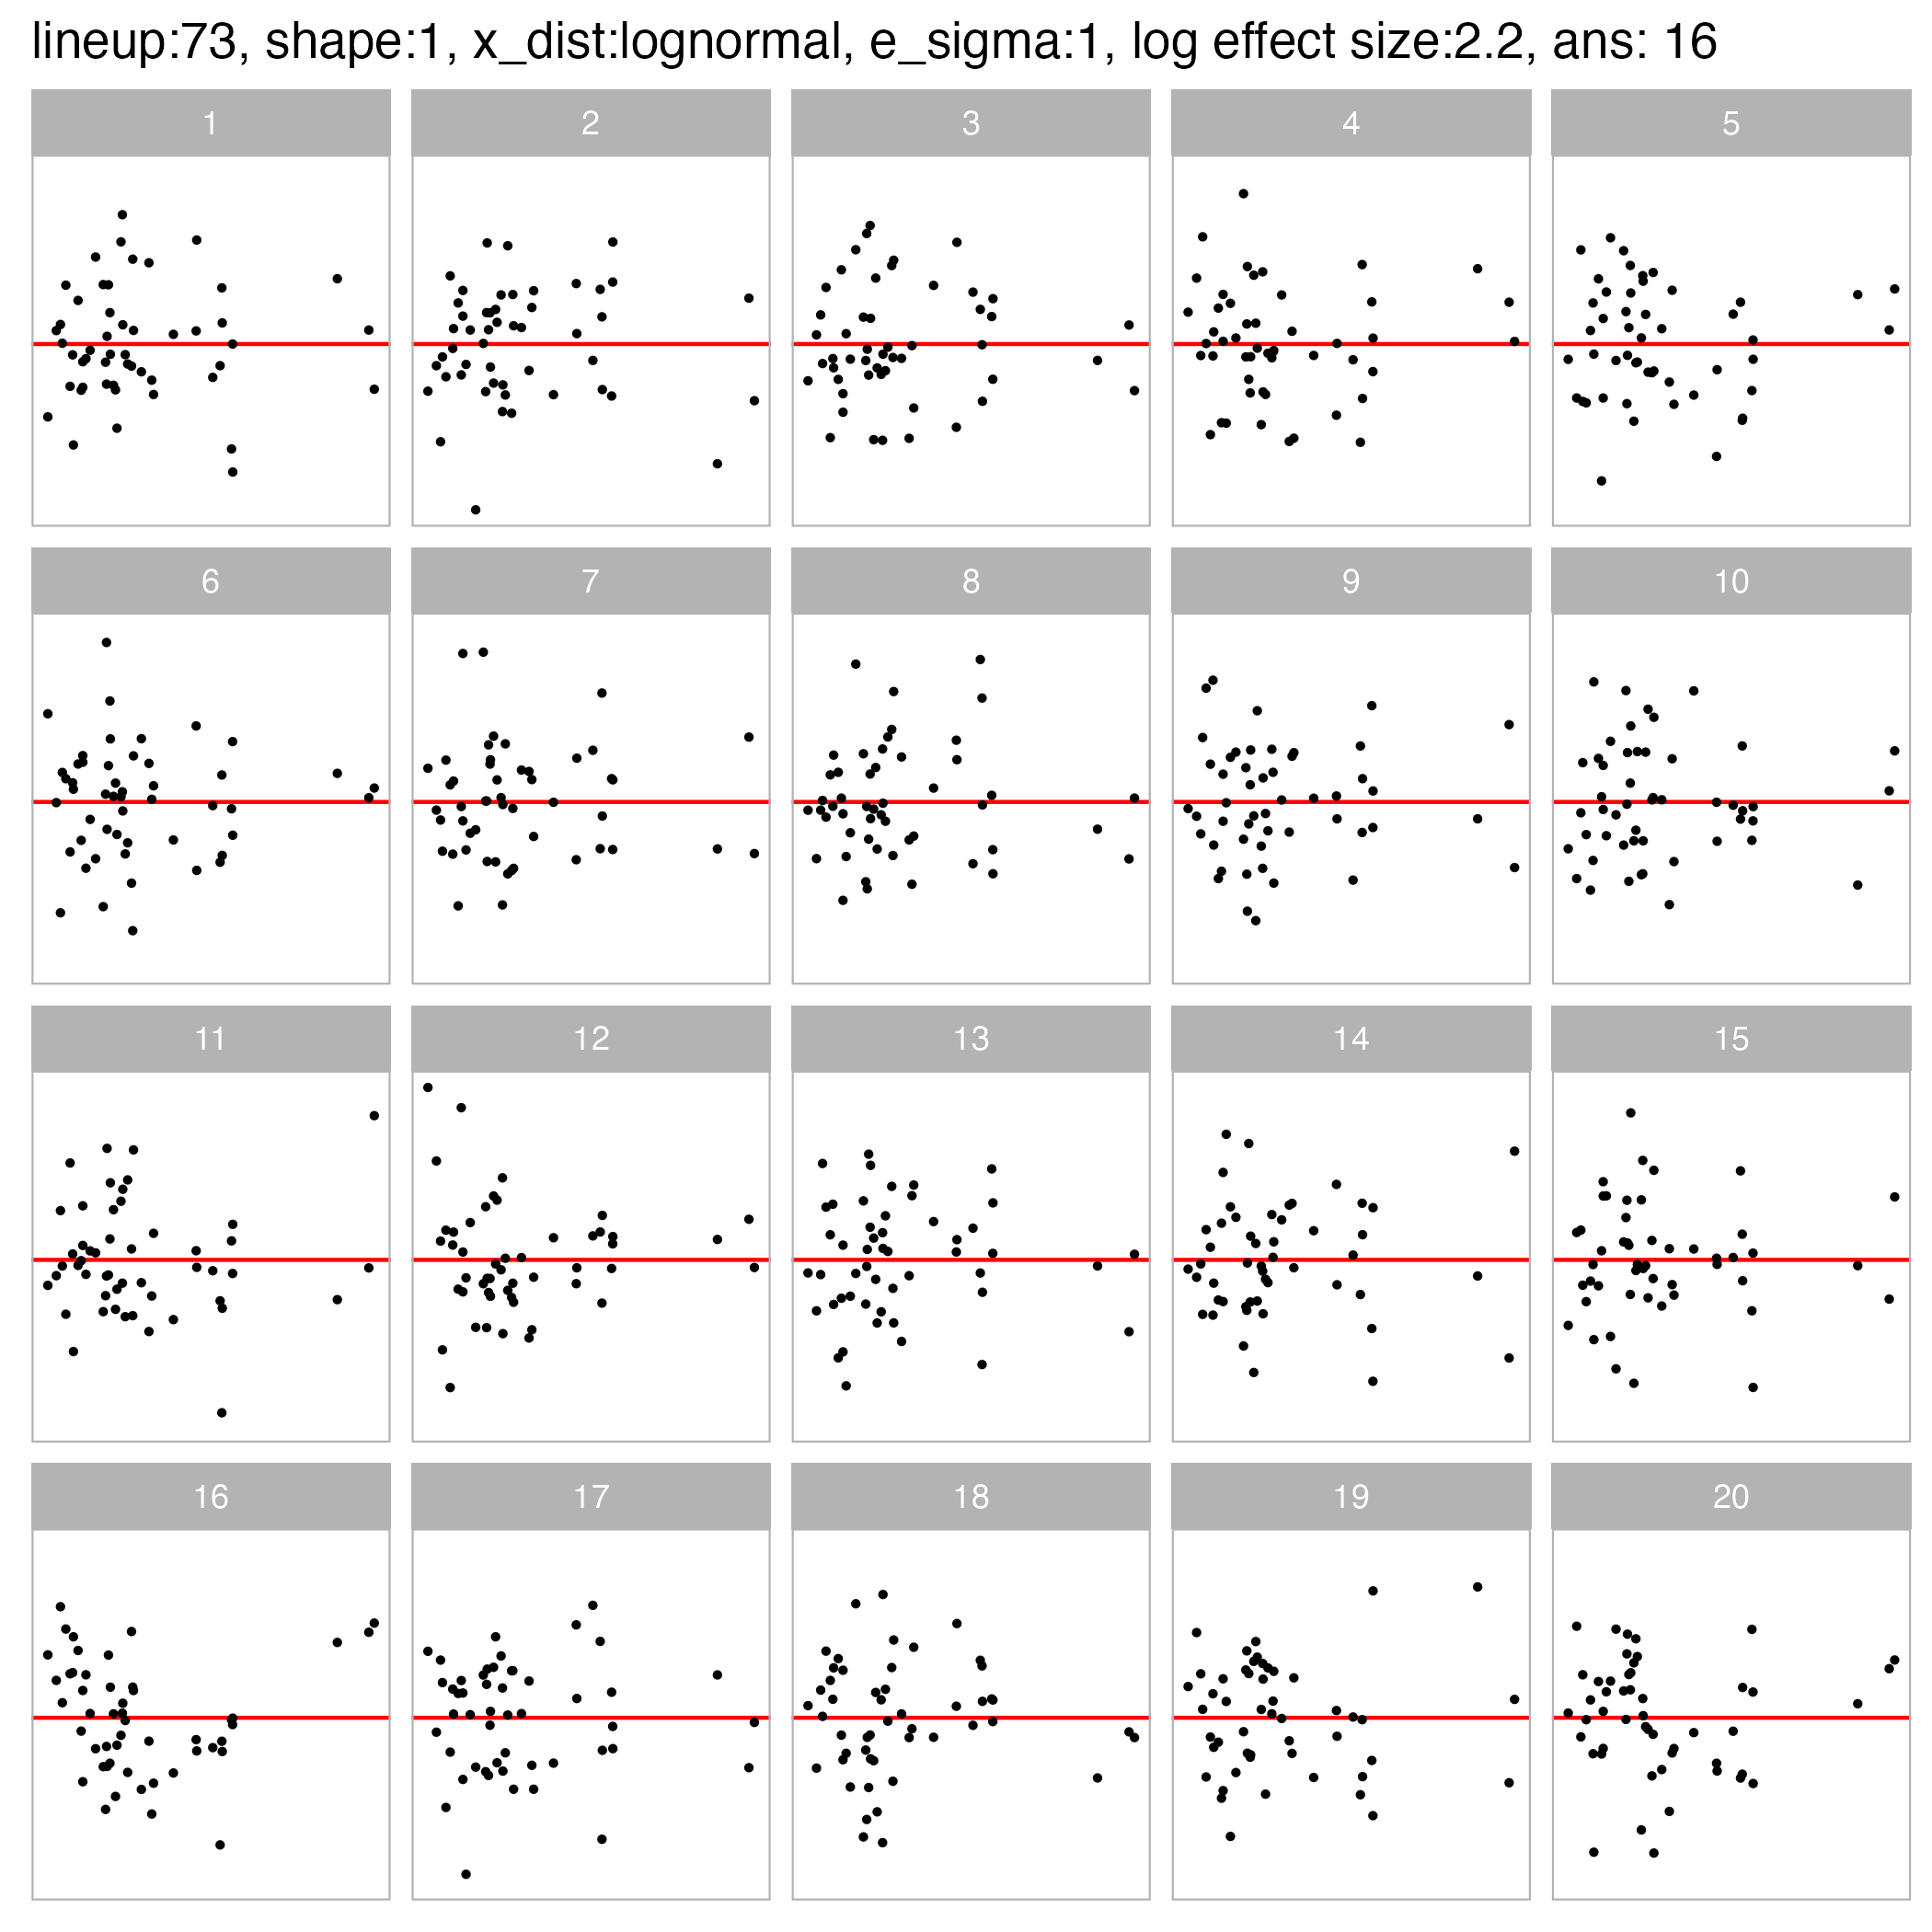 lineup:73, shape:1, x_dist:lognormal, e_sigma:1, log effect size:2.2, ans: 16
1 2 3 4 5
6 7 8 9 10
11 12 13 14 15
16 17 18 19 20